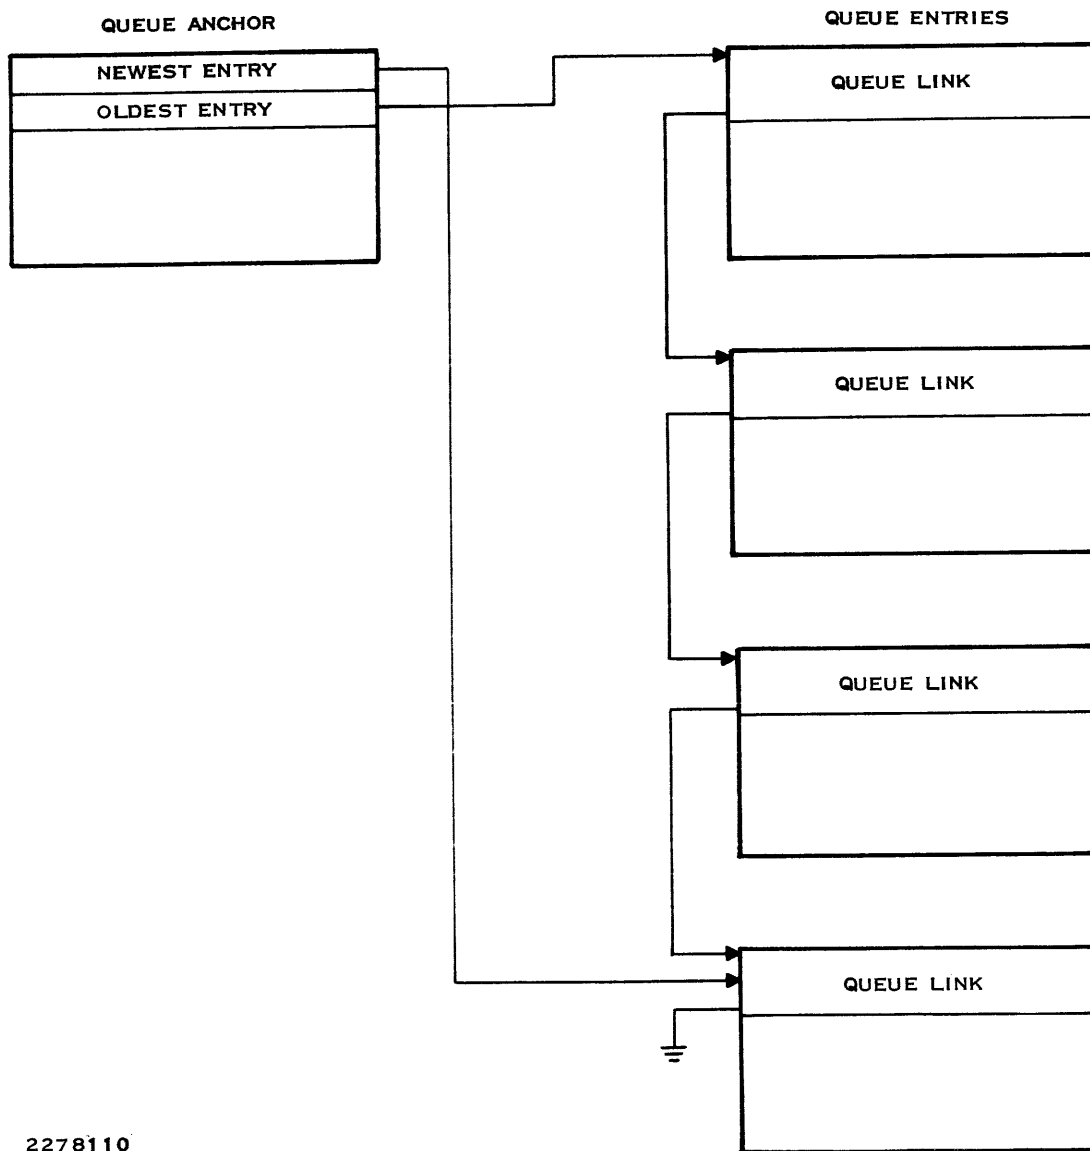 QUEUE ANCHOR
NEWEST ENTRY
OLDEST ENTRY
QUEUE ENTRIES
QUEUE LINK
QUEUE LINK
QUEUE LINK
QUEUE LINK
2278110